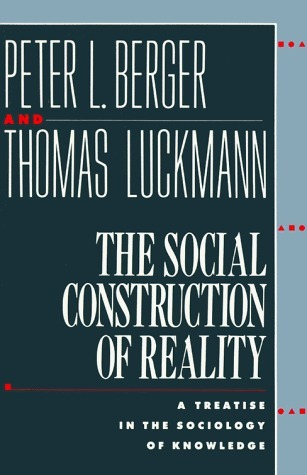 PETER L. BERGER
AND
THOMAS LUCKMANN
THE SOCIAL
CONSTRUCTION
OF REALITY
A TREATISE
IN THE SOCIOLOGY
OF KNOWLEDGE